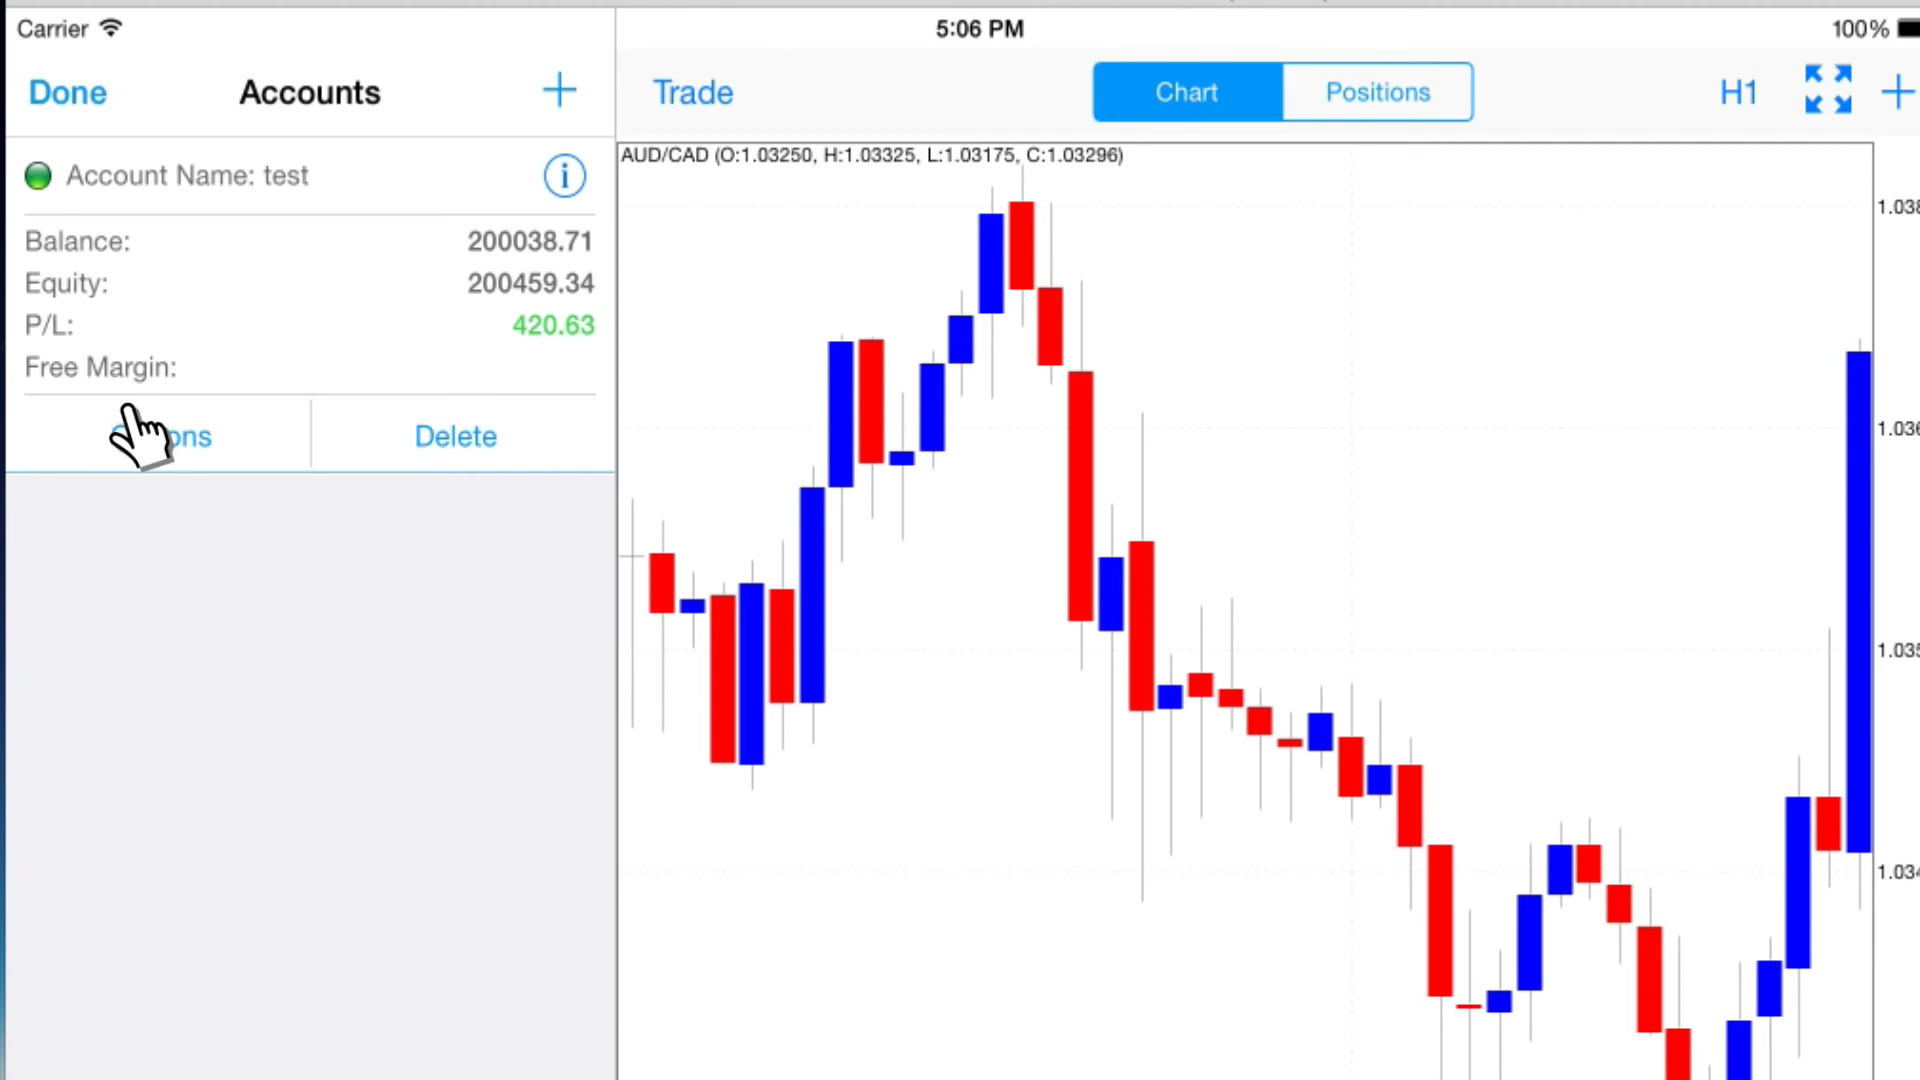 Carrier
5:06 PM
100%
Done
Accounts
Trade
Chart
Positions
H1
Account Name: test
AUD/CAD (O:1.03250, H:1.03325, L:1.03175, C:1.03296)
Balance: 200038.71
Equity: 200459.34
P/L: 420.63
Free Margin:
Delete